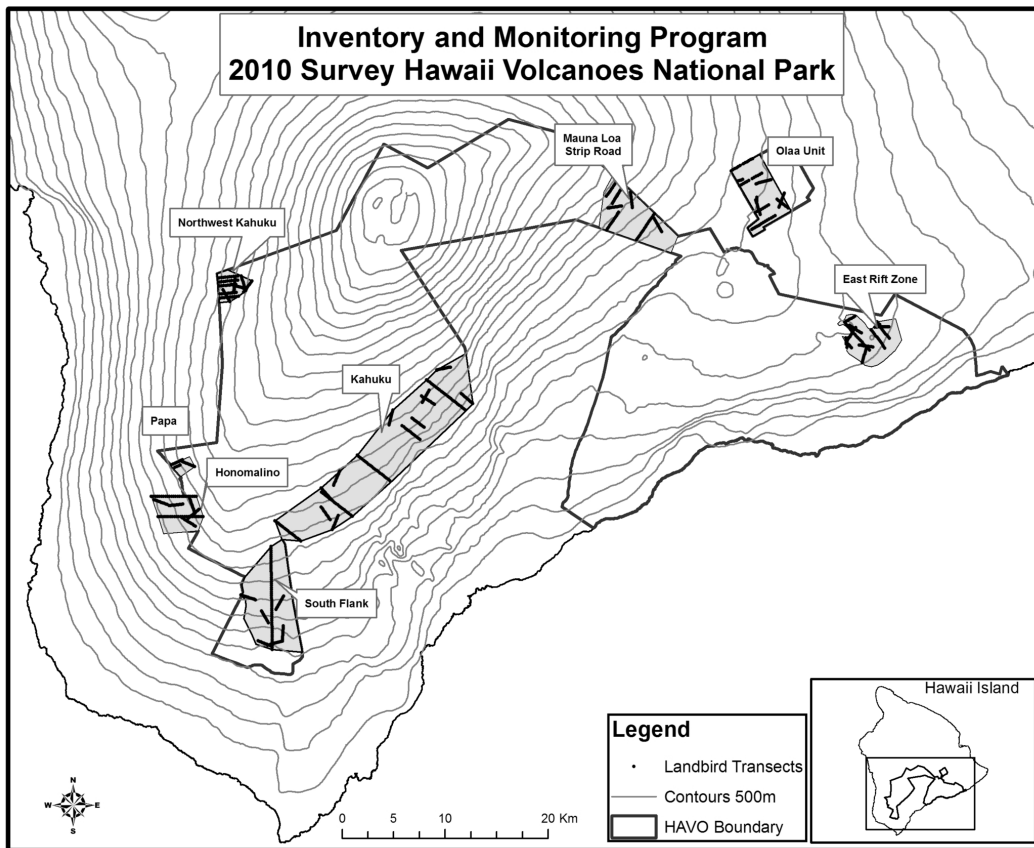 Inventory and Monitoring Program
2010 Survey Hawaii Volcanoes National Park
Mauna Loa
Strip Road
Olaa Unit
Northwest Kahuku
East Rift Zone
Kahuku
Papa
Honomalino
South Flank
Legend
Landbird Transects
Contours 500m
HAVO Boundary
Hawaii Island
N
W
E
S
0 5 10 20 Km